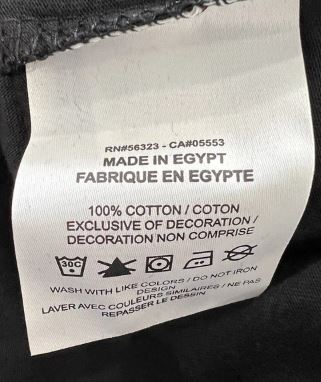 RN#56323 - CA#05553
MADE IN EGYPT
FABRIQUE EN EGYPTE
100% COTTON / COTON
EXCLUSIVE OF DECORATION /
DECORATION NON COMPRISE
30C
WASH WITH LIKE COLORS / DO NOT IRON
DESIGN
LAVER AVEC COULEURS SIMILAIRES / NE PAS
REPASSER LE DESSIN